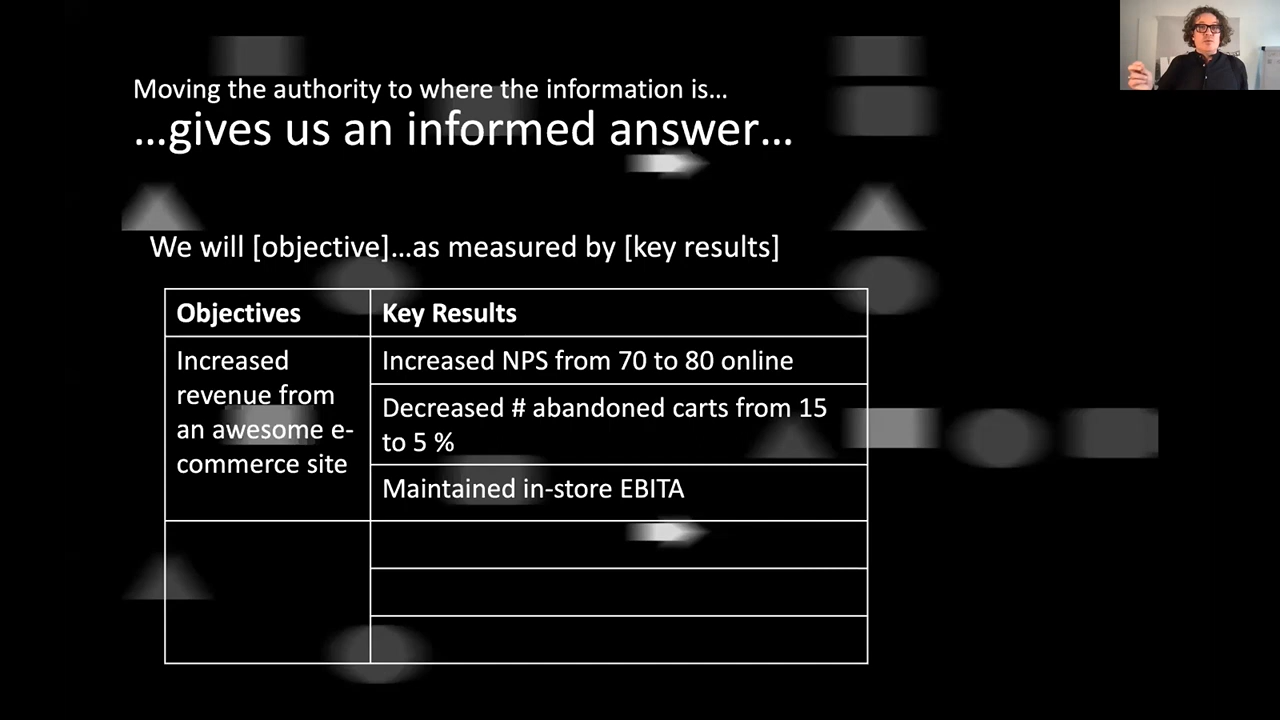 Moving the authority to where the information is…
…gives us an informed answer…
We will [objective]…as measured by [key results]
Objectives
Key Results
Increased
revenue from
an awesome e-
commerce site
Increased NPS from 70 to 80 online
Decreased # abandoned carts from 15
to 5 %
Maintained in-store EBITA